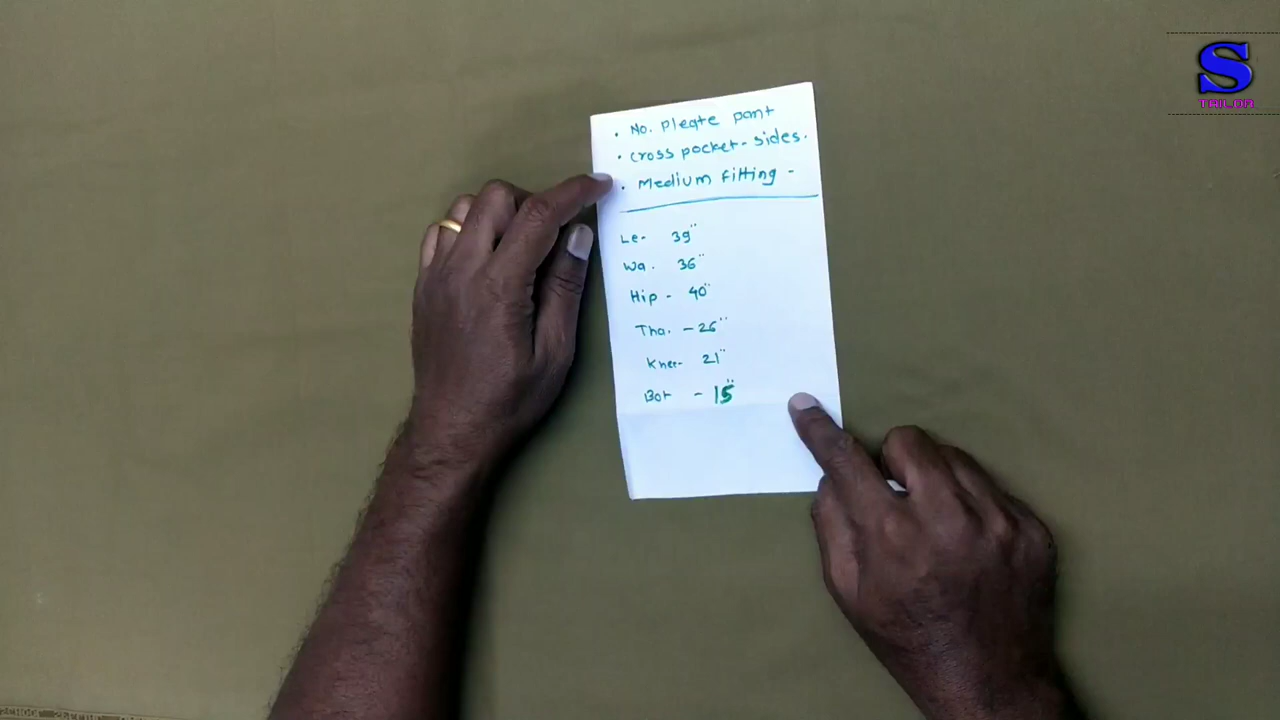 S
TAILOR
• No. pleate pant
• Cross pocket - sides.
• Medium fitting -
Le- 39"
Wa. 36"
Hip - 40"
Tha. - 26"
Knee- 21"
Bot - 15"
SCHOOL